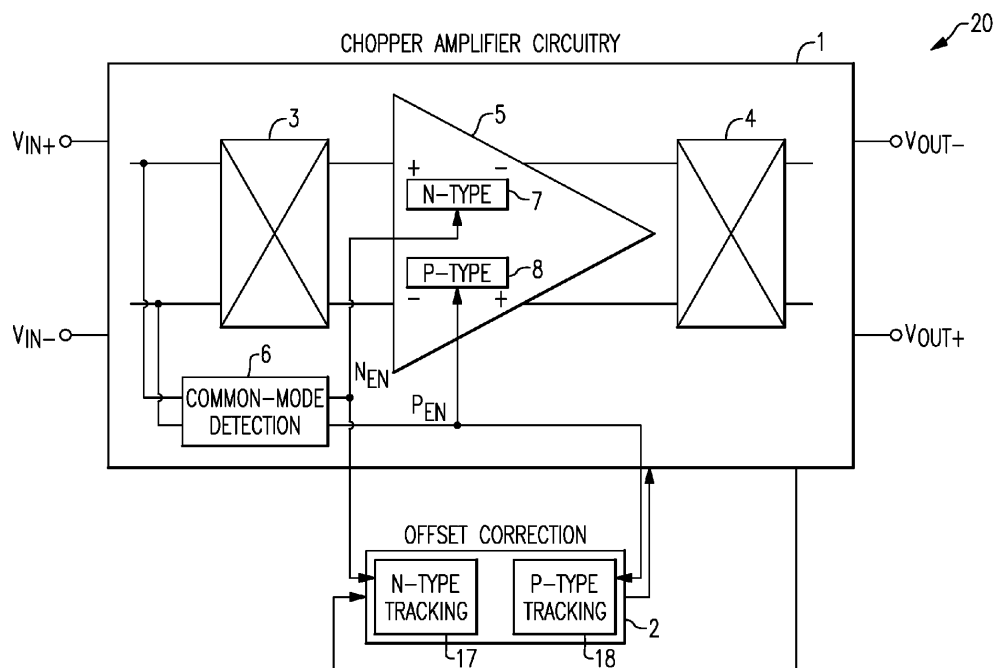 20
CHOPPER AMPLIFIER CIRCUITRY
1
VIN+
3
5
4
VOUT-
+
-
N-TYPE
7
P-TYPE
8
-
+
VIN-
6
NEN
VOUT+
COMMON-MODE
DETECTION
PEN
OFFSET CORRECTION
N-TYPE
TRACKING
P-TYPE
TRACKING
2
17
18